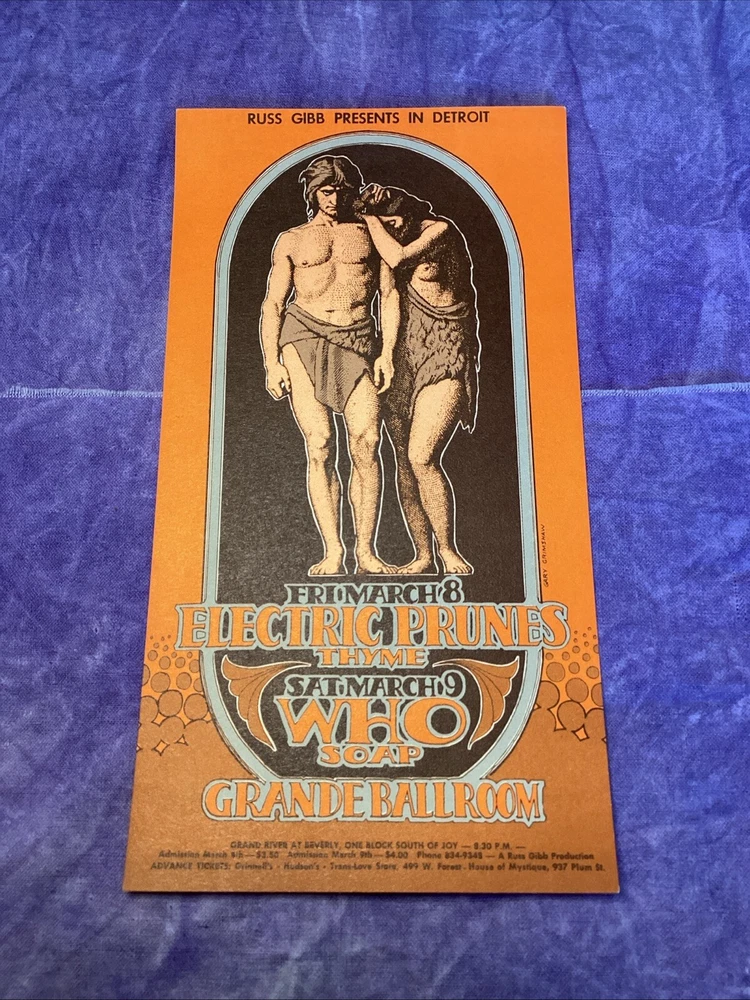 RUSS GIBB PRESENTS IN DETROIT
GARY GRIMSHAW
FRI·MARCH·8
ELECTRIC PRUNES
THYME
SAT·MARCH·9
WHO
SOAP
GRANDE BALLROOM
GRAND RIVER AT BEVERLY, ONE BLOCK SOUTH OF JOY — 8:30 P.M. —
Admission March 8th — $3.50 Admission March 9th — $4.00 Phone 834-9348 — A Russ Gibb Production
ADVANCE TICKETS: Grinnell's - Hudson's - Trans-Love Store, 499 W. Forest - House of Mystique, 937 Plum St.